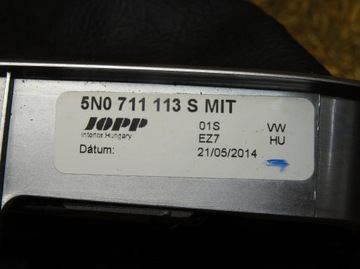 5N0 711 113 S MIT
JOPP 01S VW
Interior Hungary EZ7 HU
Dátum: 21/05/2014